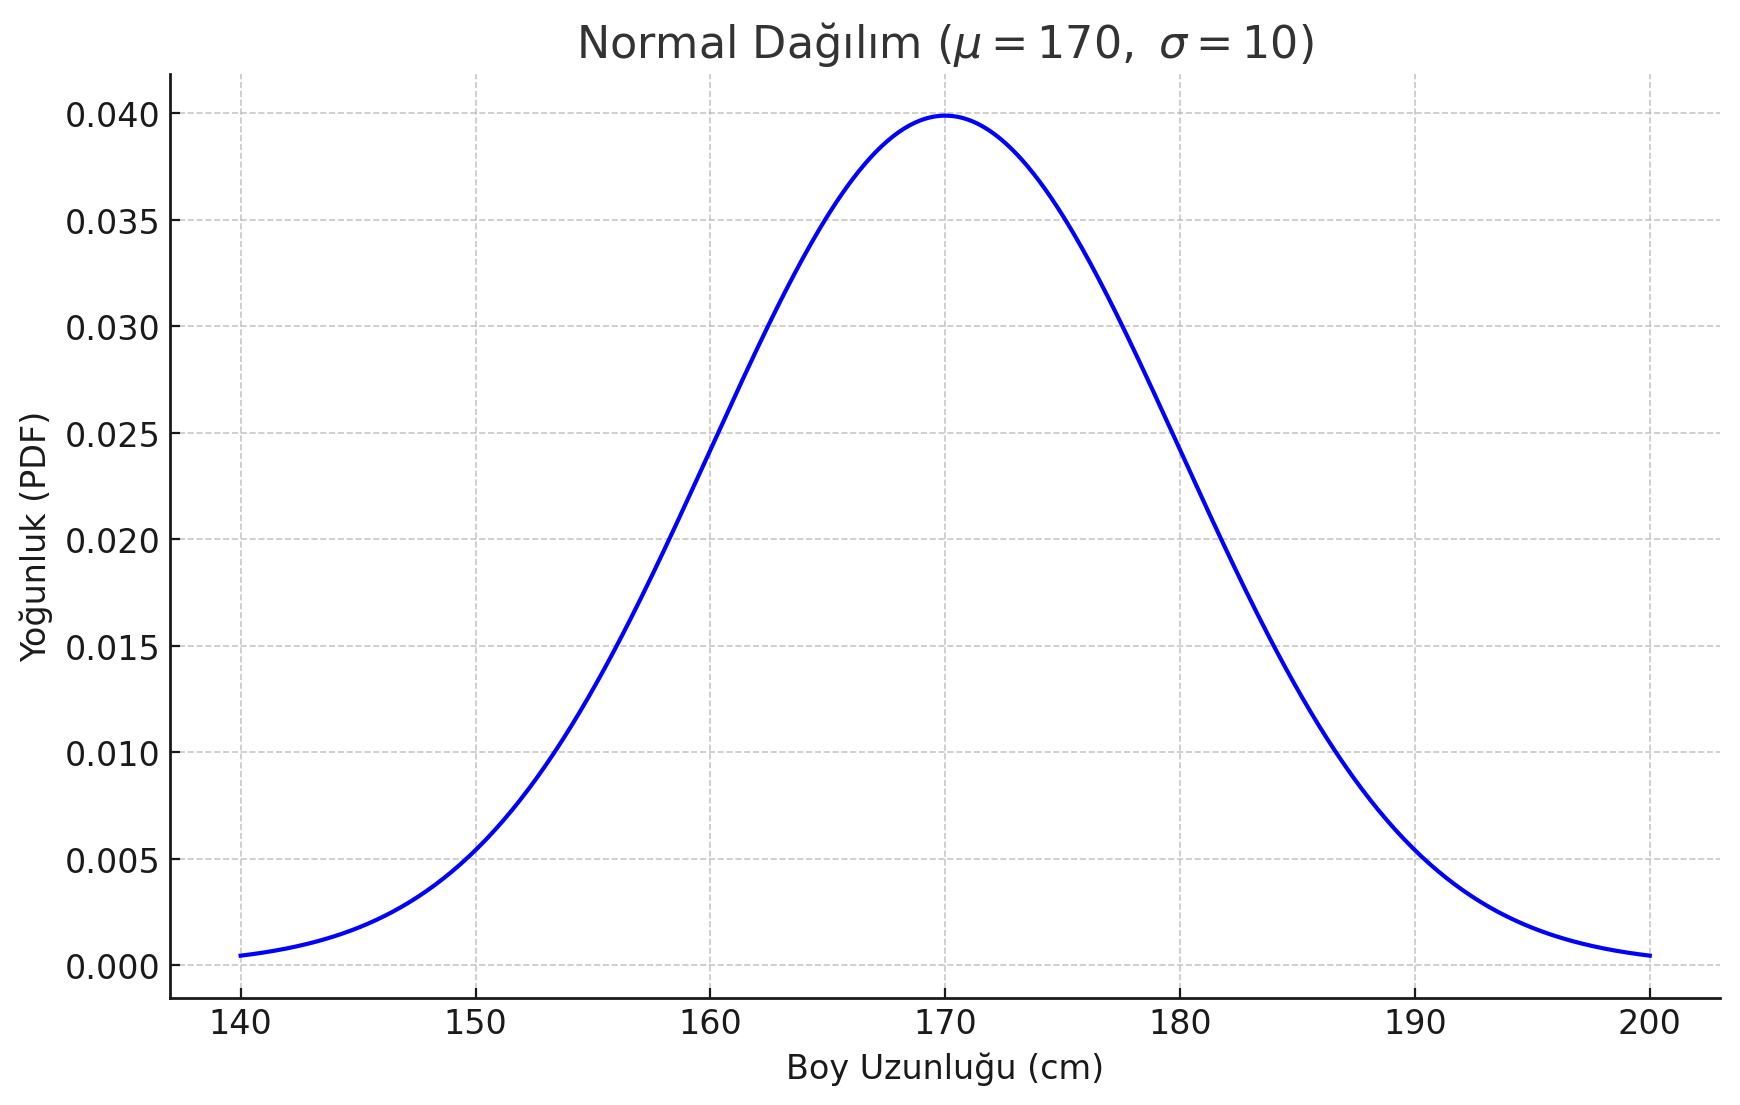 Normal Dağılım (μ = 170, σ = 10)
Yoğunluk (PDF)
0.040
0.035
0.030
0.025
0.020
0.015
0.010
0.005
0.000
140 150 160 170 180 190 200
Boy Uzunluğu (cm)